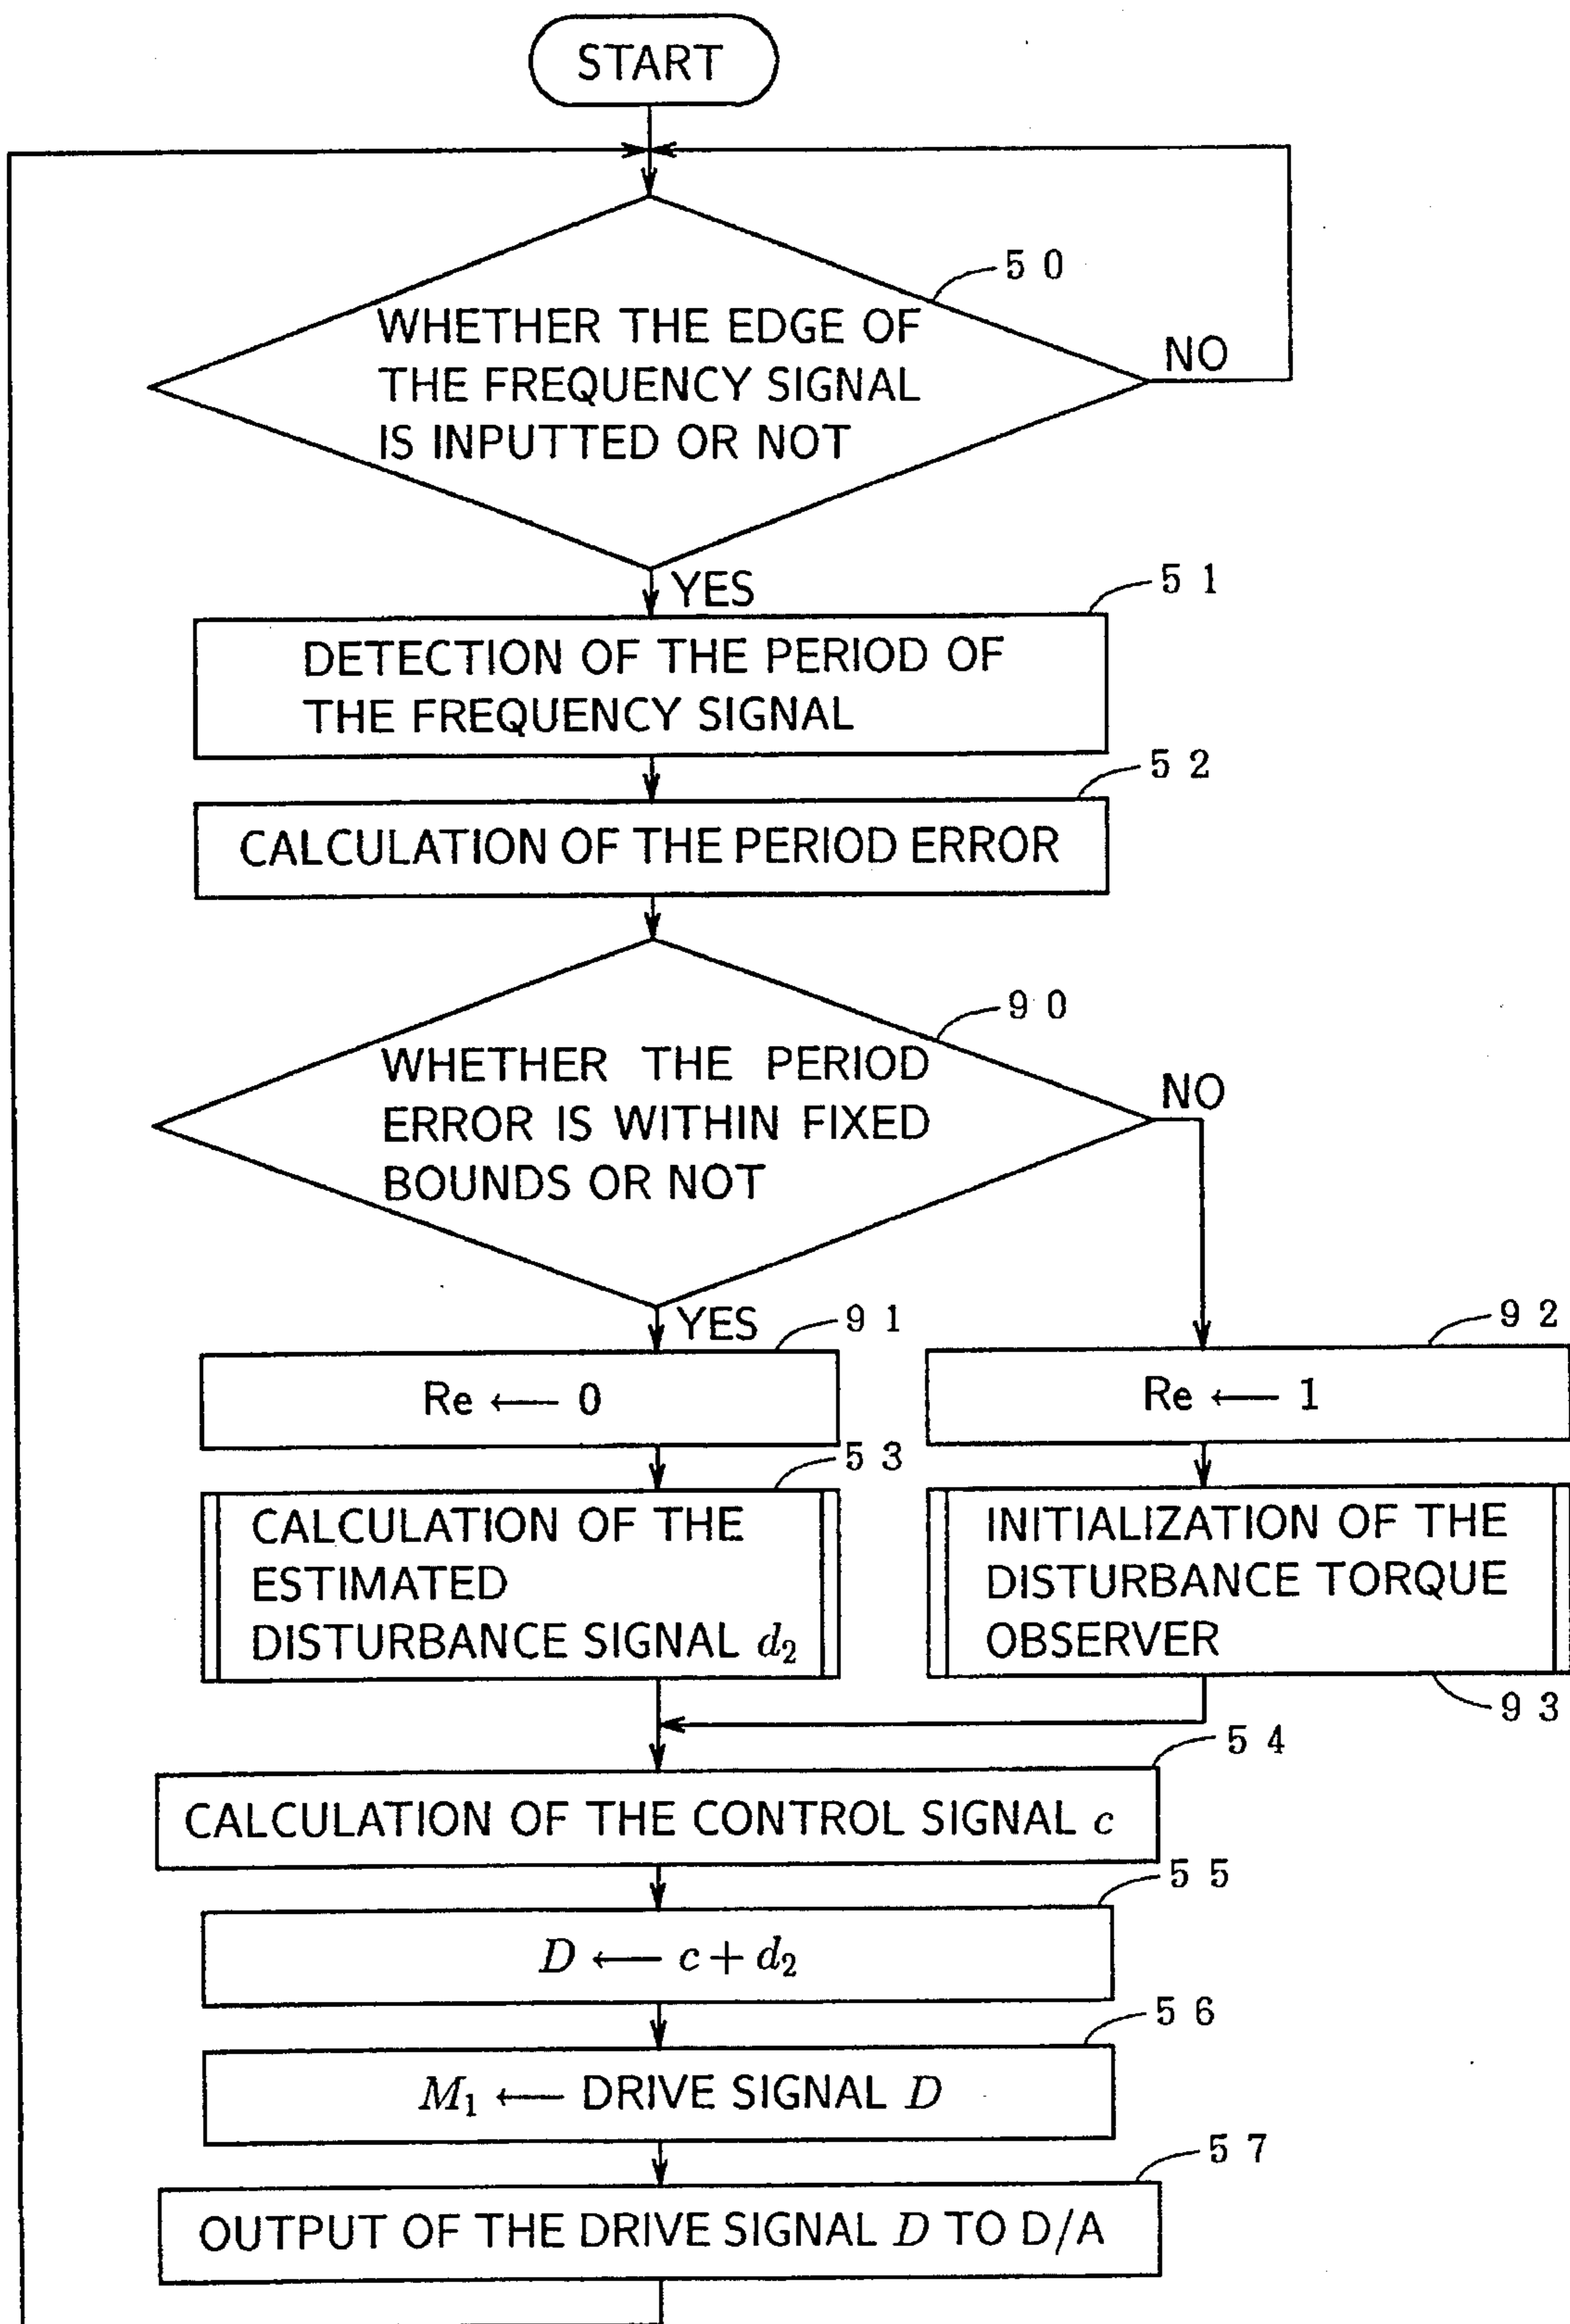 START
5 0
WHETHER THE EDGE OF
THE FREQUENCY SIGNAL
IS INPUTTED OR NOT
NO
YES
5 1
DETECTION OF THE PERIOD OF
THE FREQUENCY SIGNAL
5 2
CALCULATION OF THE PERIOD ERROR
9 0
WHETHER THE PERIOD
ERROR IS WITHIN FIXED
BOUNDS OR NOT
NO
YES
9 1
Re ← 0
9 2
Re ← 1
5 3
CALCULATION OF THE
ESTIMATED
DISTURBANCE SIGNAL d₂
INITIALIZATION OF THE
DISTURBANCE TORQUE
OBSERVER
9 3
5 4
CALCULATION OF THE CONTROL SIGNAL c
5 5
D ← c + d₂
5 6
M₁ ← DRIVE SIGNAL D
5 7
OUTPUT OF THE DRIVE SIGNAL D TO D/A